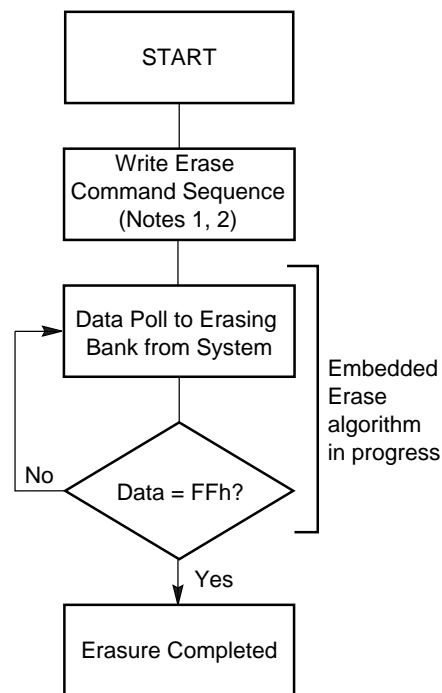 START
Write Erase
Command Sequence
(Notes 1, 2)
Data Poll to Erasing
Bank from System
Embedded
Erase
algorithm
in progress
No
Data = FFh?
Yes
Erasure Completed